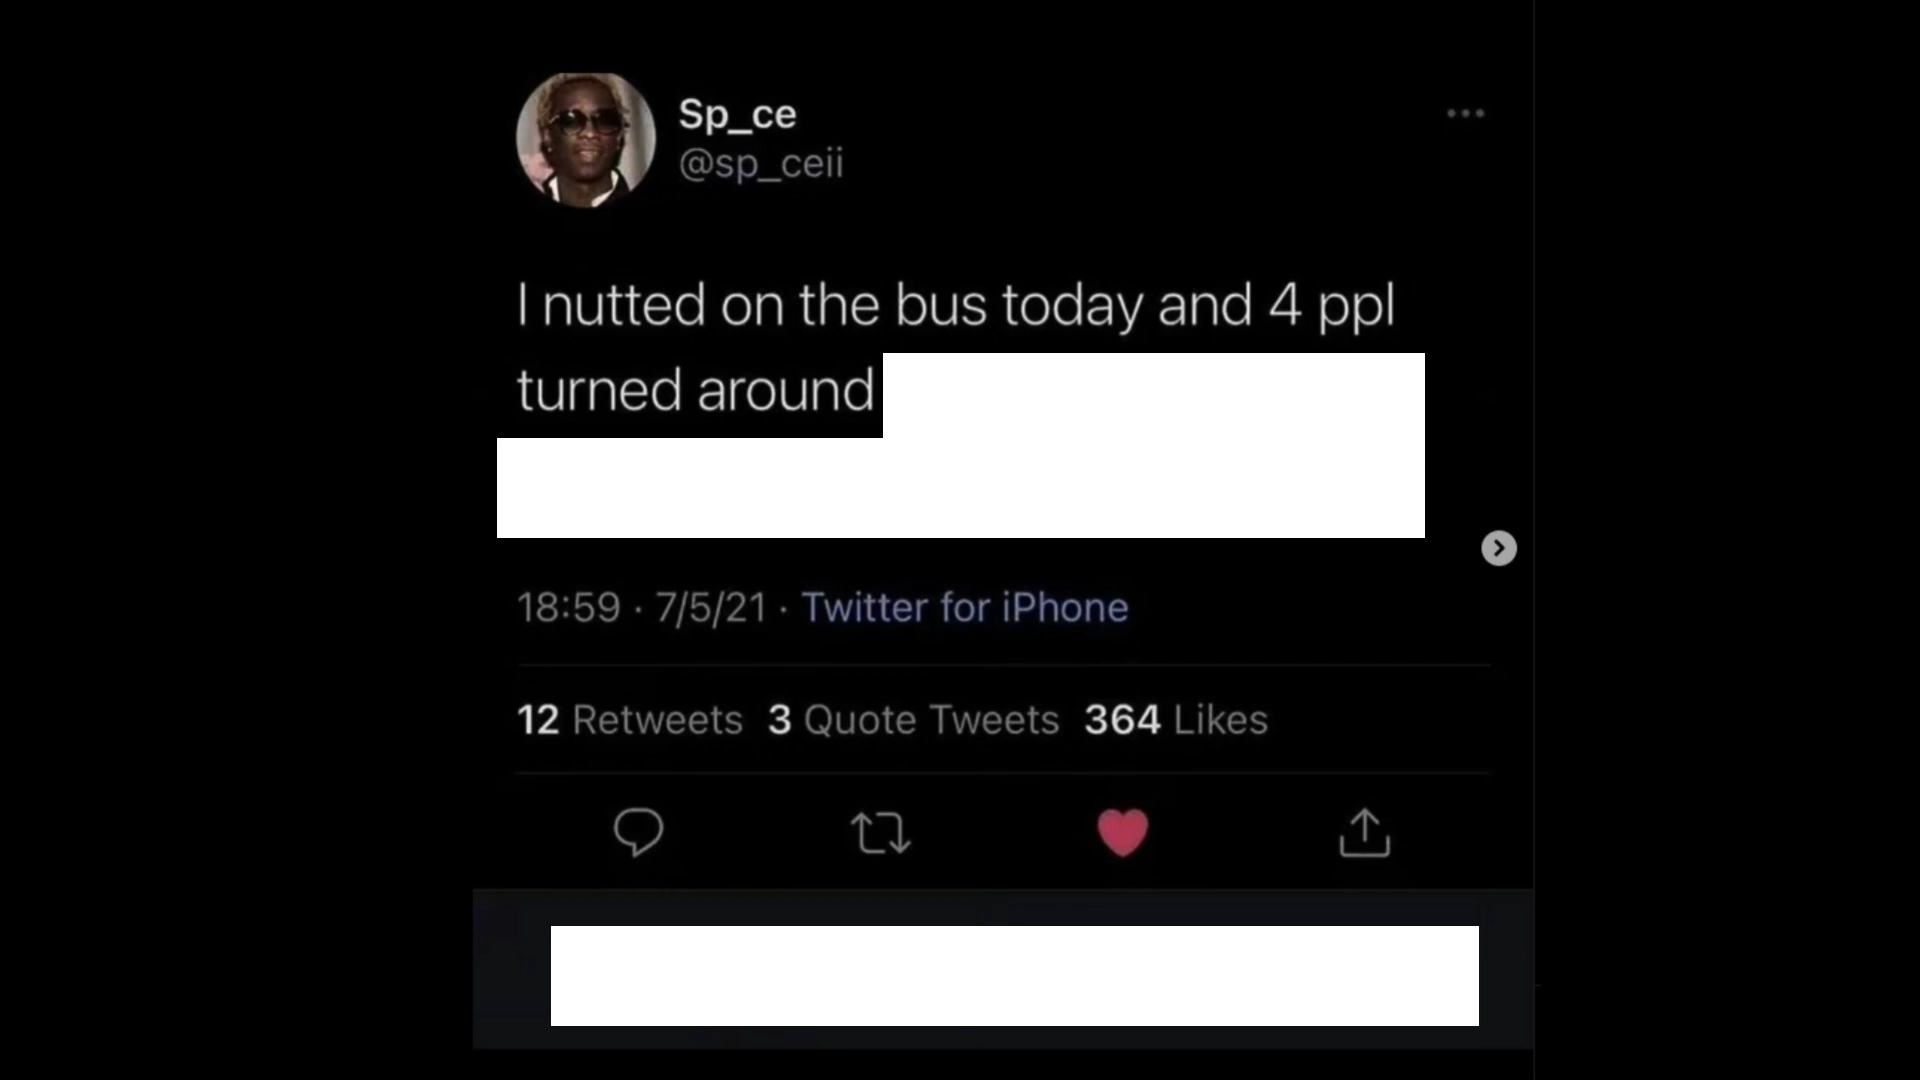 Sp_ce
@sp_ceii
I nutted on the bus today and 4 ppl
turned around
18:59 · 7/5/21 · Twitter for iPhone
12 Retweets 3 Quote Tweets 364 Likes